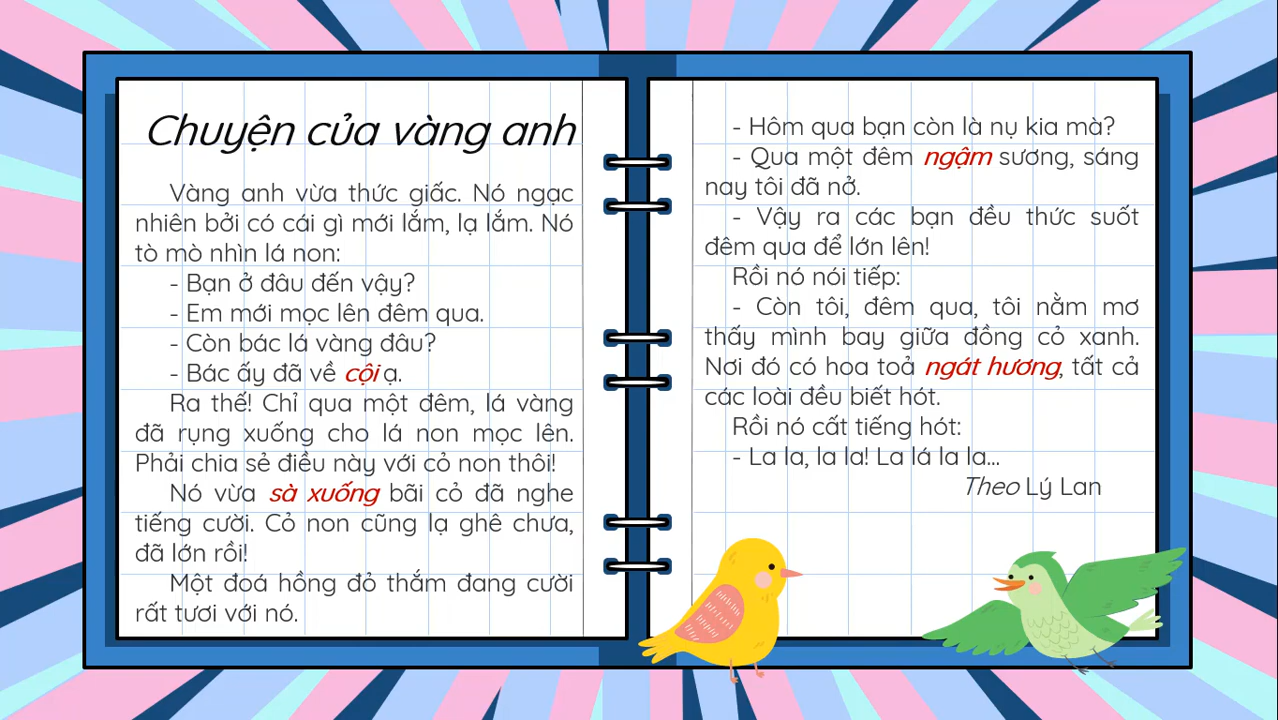 Chuyện của vàng anh
Vàng anh vừa thức giấc. Nó ngạc
nhiên bởi có cái gì mới lắm, lạ lắm. Nó
tò mò nhìn lá non:
- Bạn ở đâu đến vậy?
- Em mới mọc lên đêm qua.
- Còn bác lá vàng đâu?
- Bác ấy đã về cội ạ.
Ra thế! Chỉ qua một đêm, lá vàng
đã rụng xuống cho lá non mọc lên.
Phải chia sẻ điều này với cỏ non thôi!
Nó vừa sà xuống bãi cỏ đã nghe
tiếng cười. Cỏ non cũng lạ ghê chưa,
đã lớn rồi!
Một đoá hồng đỏ thắm đang cười
rất tươi với nó.
- Hôm qua bạn còn là nụ kia mà?
- Qua một đêm ngậm sương, sáng
nay tôi đã nở.
- Vậy ra các bạn đều thức suốt
đêm qua để lớn lên!
Rồi nó nói tiếp:
- Còn tôi, đêm qua, tôi nằm mơ
thấy mình bay giữa đồng cỏ xanh.
Nơi đó có hoa toả ngát hương, tất cả
các loài đều biết hót.
Rồi nó cất tiếng hót:
- La la, la la! La lá la la...
Theo Lý Lan